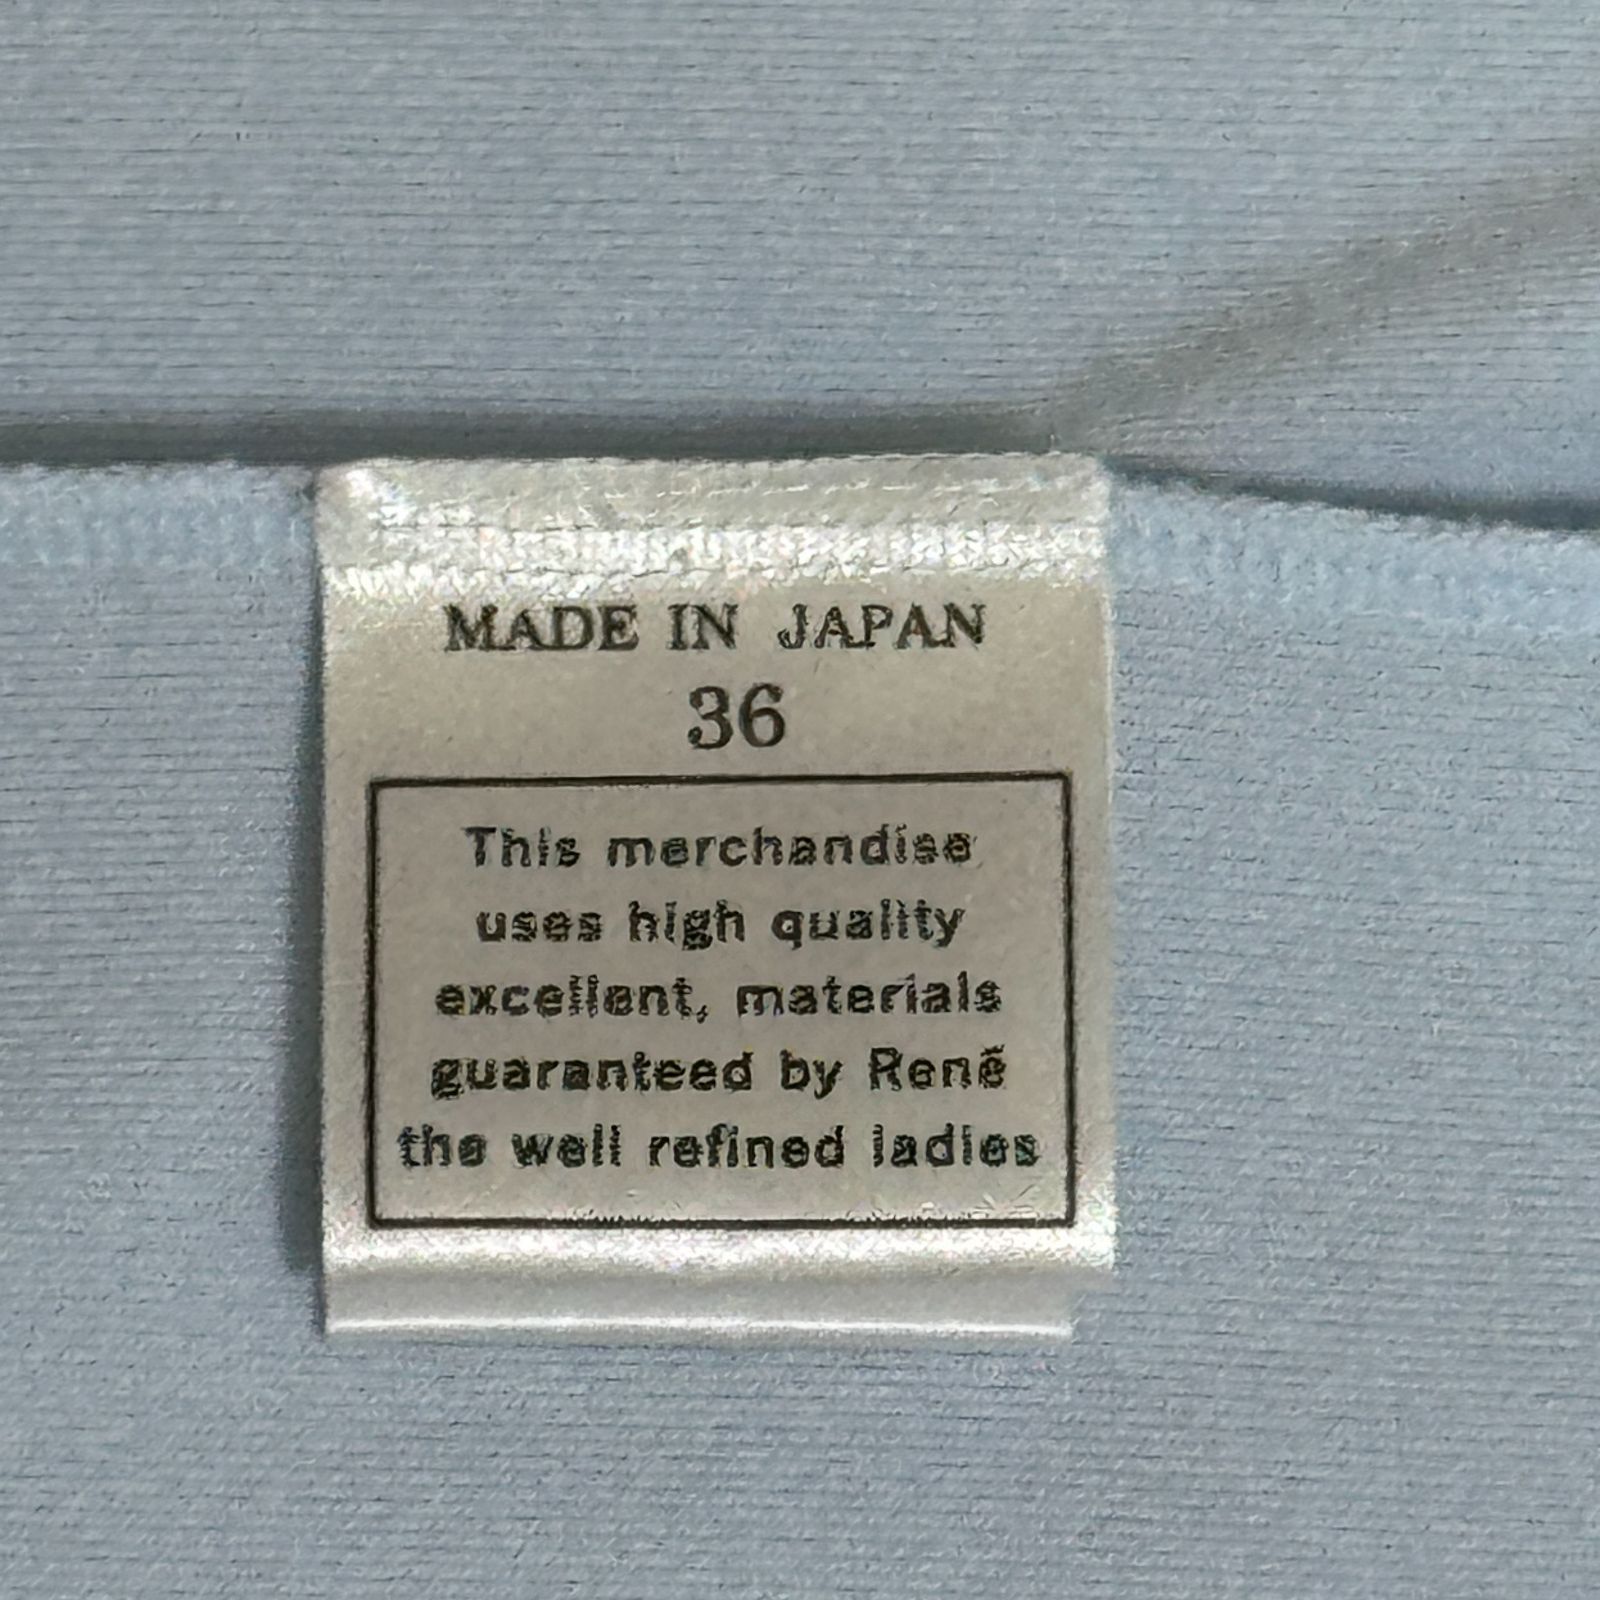 MADE IN JAPAN
36
This merchandise
uses high quality
excellent, materials
guaranteed by René
the well refined ladies